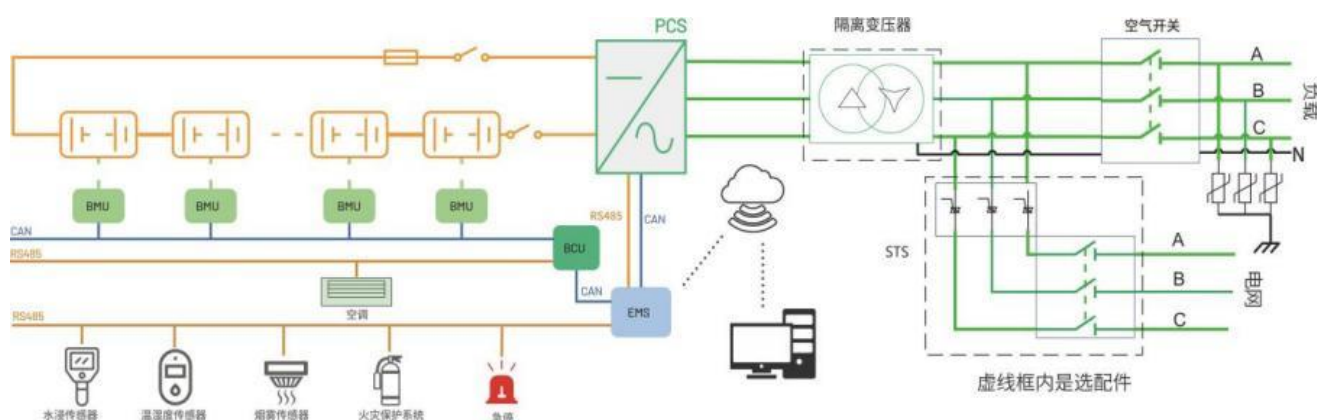 PCS
隔离变压器
空气开关
A
B
C
N
负载
BMU
BMU
BMU
BMU
CAN
RS485
BCU
RS485
CAN
CAN
EMS
空调
RS485
STS
A
B
C
电网
水浸传感器
温湿度传感器
烟雾传感器
火灾保护系统
急停
虚线框内是选配件